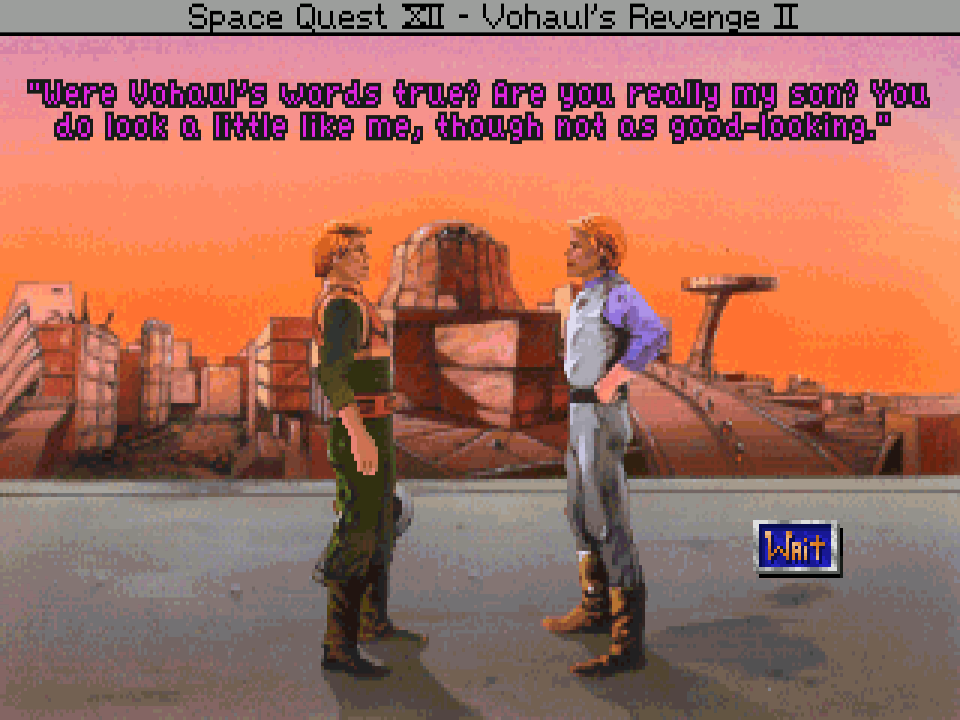 Space Quest XII - Vohaul's Revenge II
"Were Vohaul's words true? Are you really my son? You
do look a little like me, though not as good-looking."
Wait